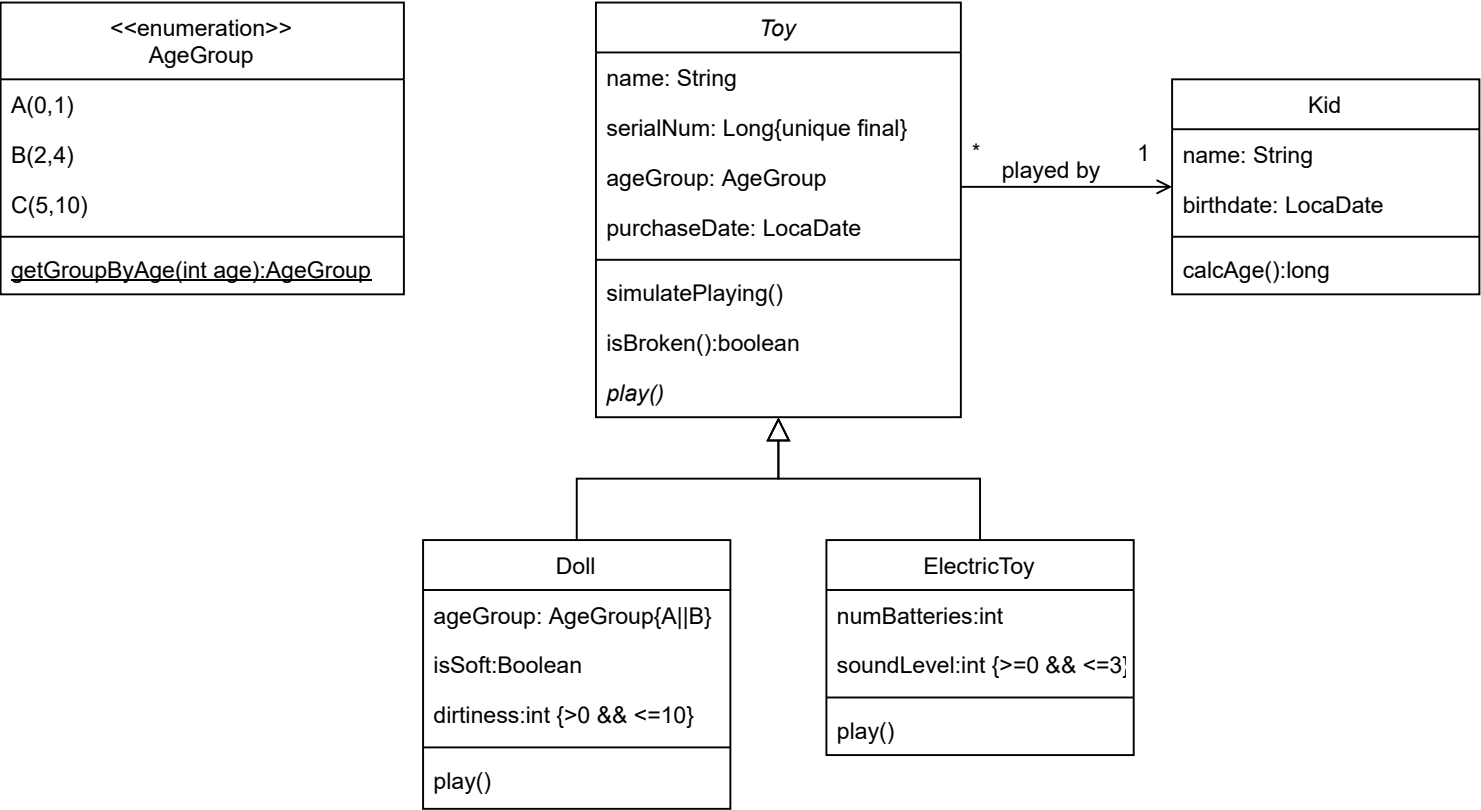 <<enumeration>>
AgeGroup
A(0,1)
B(2,4)
C(5,10)
getGroupByAge(int age):AgeGroup
Toy
name: String
serialNum: Long{unique final}
ageGroup: AgeGroup
purchaseDate: LocaDate
simulatePlaying()
isBroken():boolean
play()
*
played by
1
Kid
name: String
birthdate: LocaDate
calcAge():long
Doll
ageGroup: AgeGroup{A||B}
isSoft:Boolean
dirtiness:int {>0 && <=10}
play()
ElectricToy
numBatteries:int
soundLevel:int {>=0 && <=3}
play()